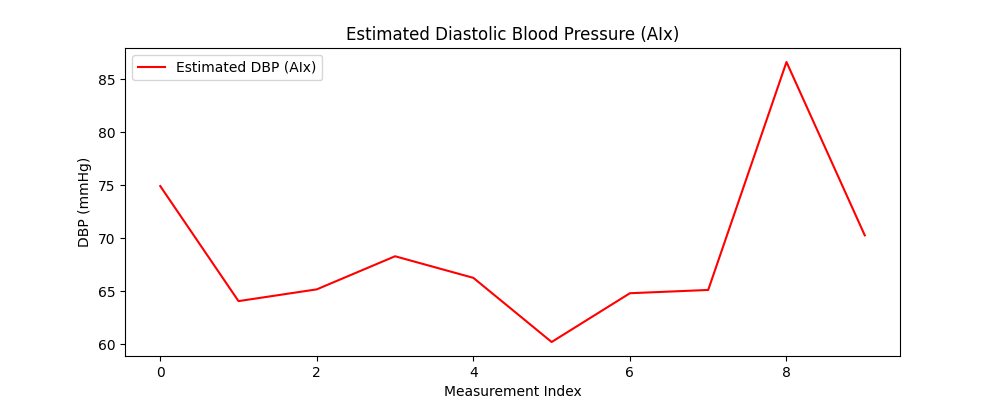 Estimated Diastolic Blood Pressure (AIx)
Estimated DBP (AIx)
85
80
75
70
65
60
DBP (mmHg)
0 2 4 6 8
Measurement Index